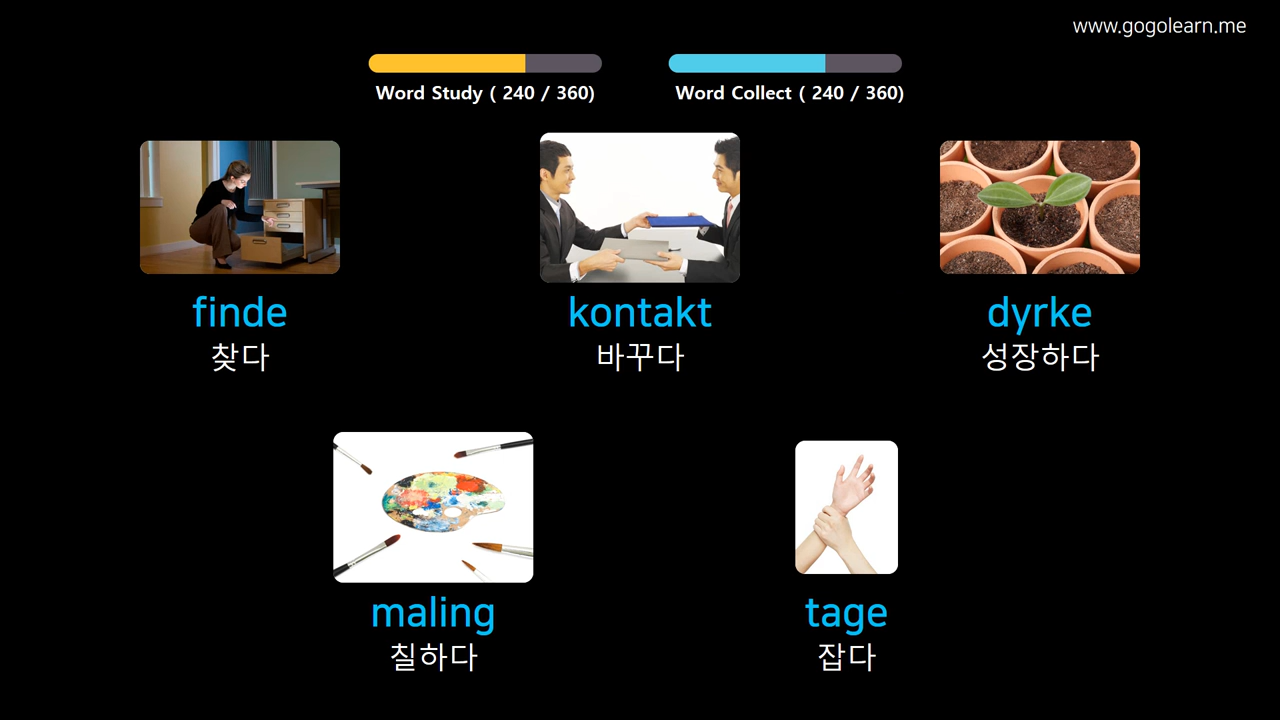 www.gogolearn.me
Word Study ( 240 / 360)
Word Collect ( 240 / 360)
finde
찾다
kontakt
바꾸다
dyrke
성장하다
maling
칠하다
tage
잡다